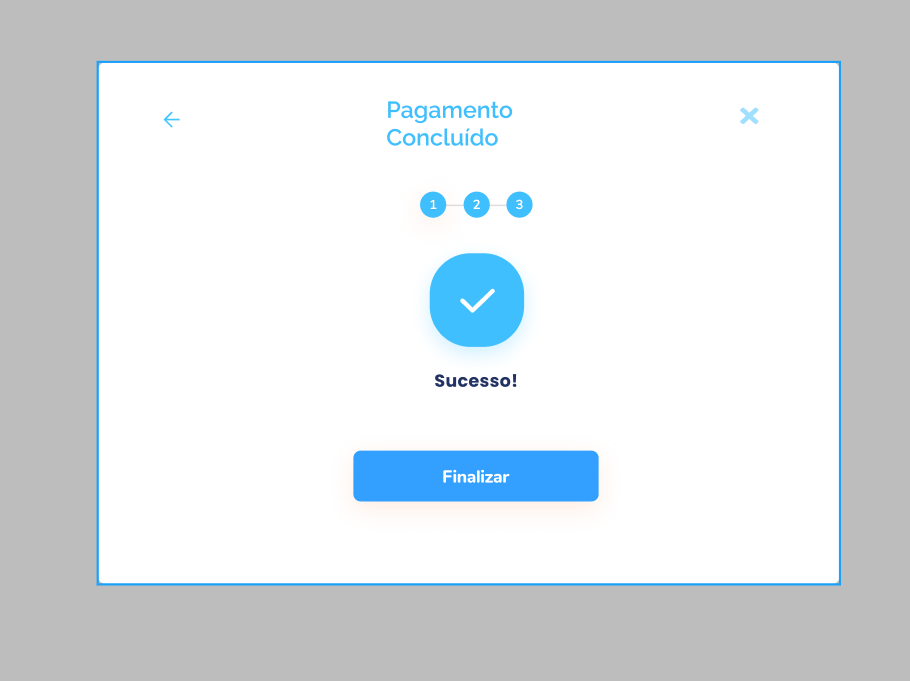 Pagamento
Concluído
1 2 3
Sucesso!
Finalizar